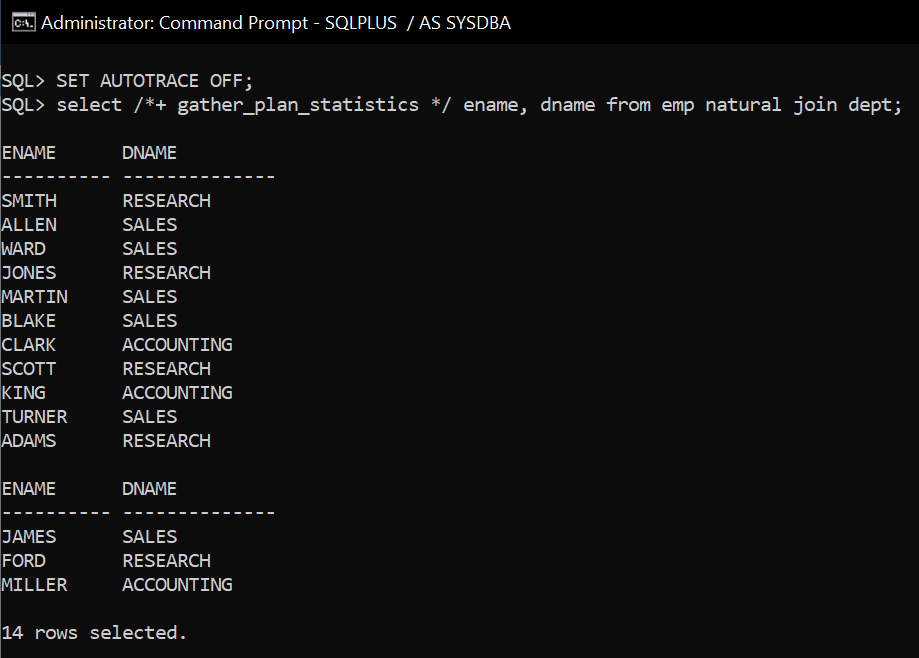 Administrator: Command Prompt - SQLPLUS  / AS SYSDBA
SQL> SET AUTOTRACE OFF;
SQL> select /*+ gather_plan_statistics */ ename, dname from emp natural join dept;
ENAME      DNAME
---------- --------------
SMITH      RESEARCH
ALLEN      SALES
WARD       SALES
JONES      RESEARCH
MARTIN     SALES
BLAKE      SALES
CLARK      ACCOUNTING
SCOTT      RESEARCH
KING       ACCOUNTING
TURNER     SALES
ADAMS      RESEARCH
ENAME      DNAME
---------- --------------
JAMES      SALES
FORD       RESEARCH
MILLER     ACCOUNTING
14 rows selected.